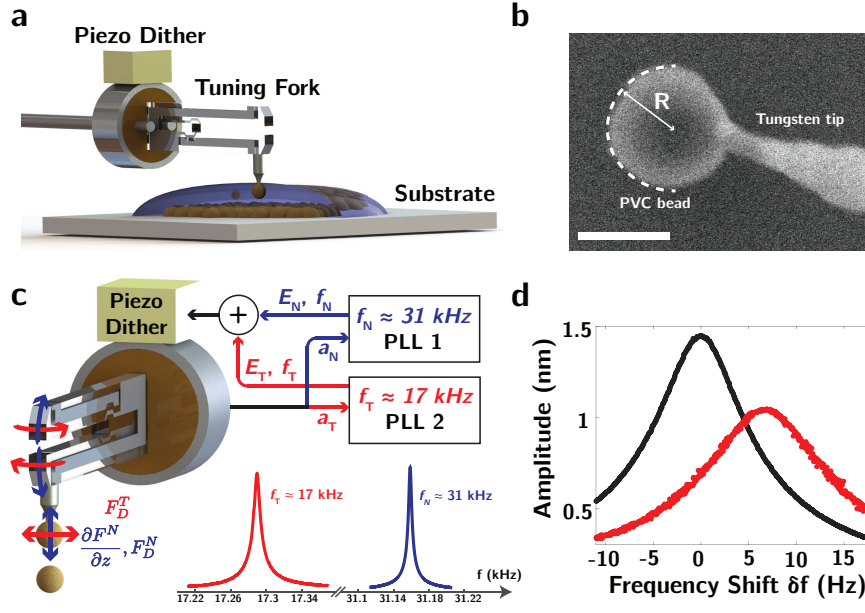 a
Piezo Dither
Tuning Fork
Substrate
b
R
Tungsten tip
PVC bead
c
Piezo
Dither
+
E_N, f_N
f_N ≈ 31 kHz
PLL 1
a_N
E_T, f_T
f_T ≈ 17 kHz
PLL 2
a_T
F_D^T
∂F^N/∂z, F_D^N
f_T ≈ 17 kHz
f_N ≈ 31 kHz
f (kHz)
17.22 17.26 17.3 17.34 31.1 31.14 31.18 31.22
d
Amplitude (nm)
1.5
1
0.5
-10 -5 0 5 10 15
Frequency Shift δf (Hz)